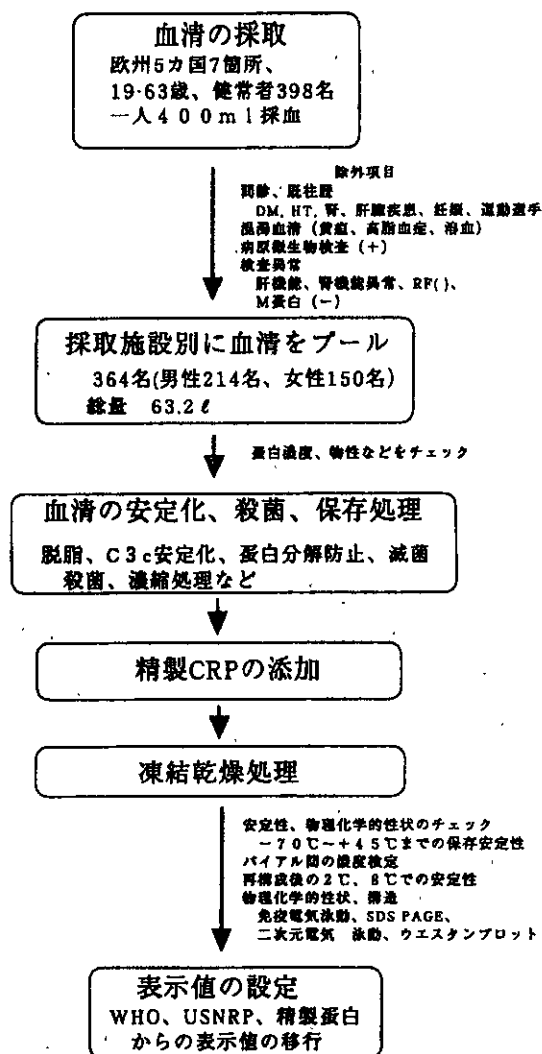 血清の採取
欧州5カ国7箇所、
19-63歳、健常者398名
一人400ml採血
除外項目
問診、既往歴
DM, HT, 腎、肝臓疾患、妊娠、運動選手
混濁血清 (黄疸、高脂血症、溶血)
病原微生物検査 (+)
検査異常
肝機能、腎機能異常、RF()、
M蛋白 (-)
採取施設別に血清をプール
364名(男性214名、女性150名)
総量 63.2ℓ
蛋白濃度、物性などをチェック
血清の安定化、殺菌、保存処理
脱脂、C3c安定化、蛋白分解防止、滅菌
殺菌、濃縮処理など
精製CRPの添加
凍結乾燥処理
安定性、物理化学的性状のチェック
-70℃~+45℃までの保存安定性
バイアル間の濃度検定
再構成後の2℃、8℃での安定性
物理化学的性状、構造
免疫電気泳動、SDS PAGE、
二次元電気 泳動、ウエスタンブロット
表示値の設定
WHO、USNRP、精製蛋白
からの表示値の移行